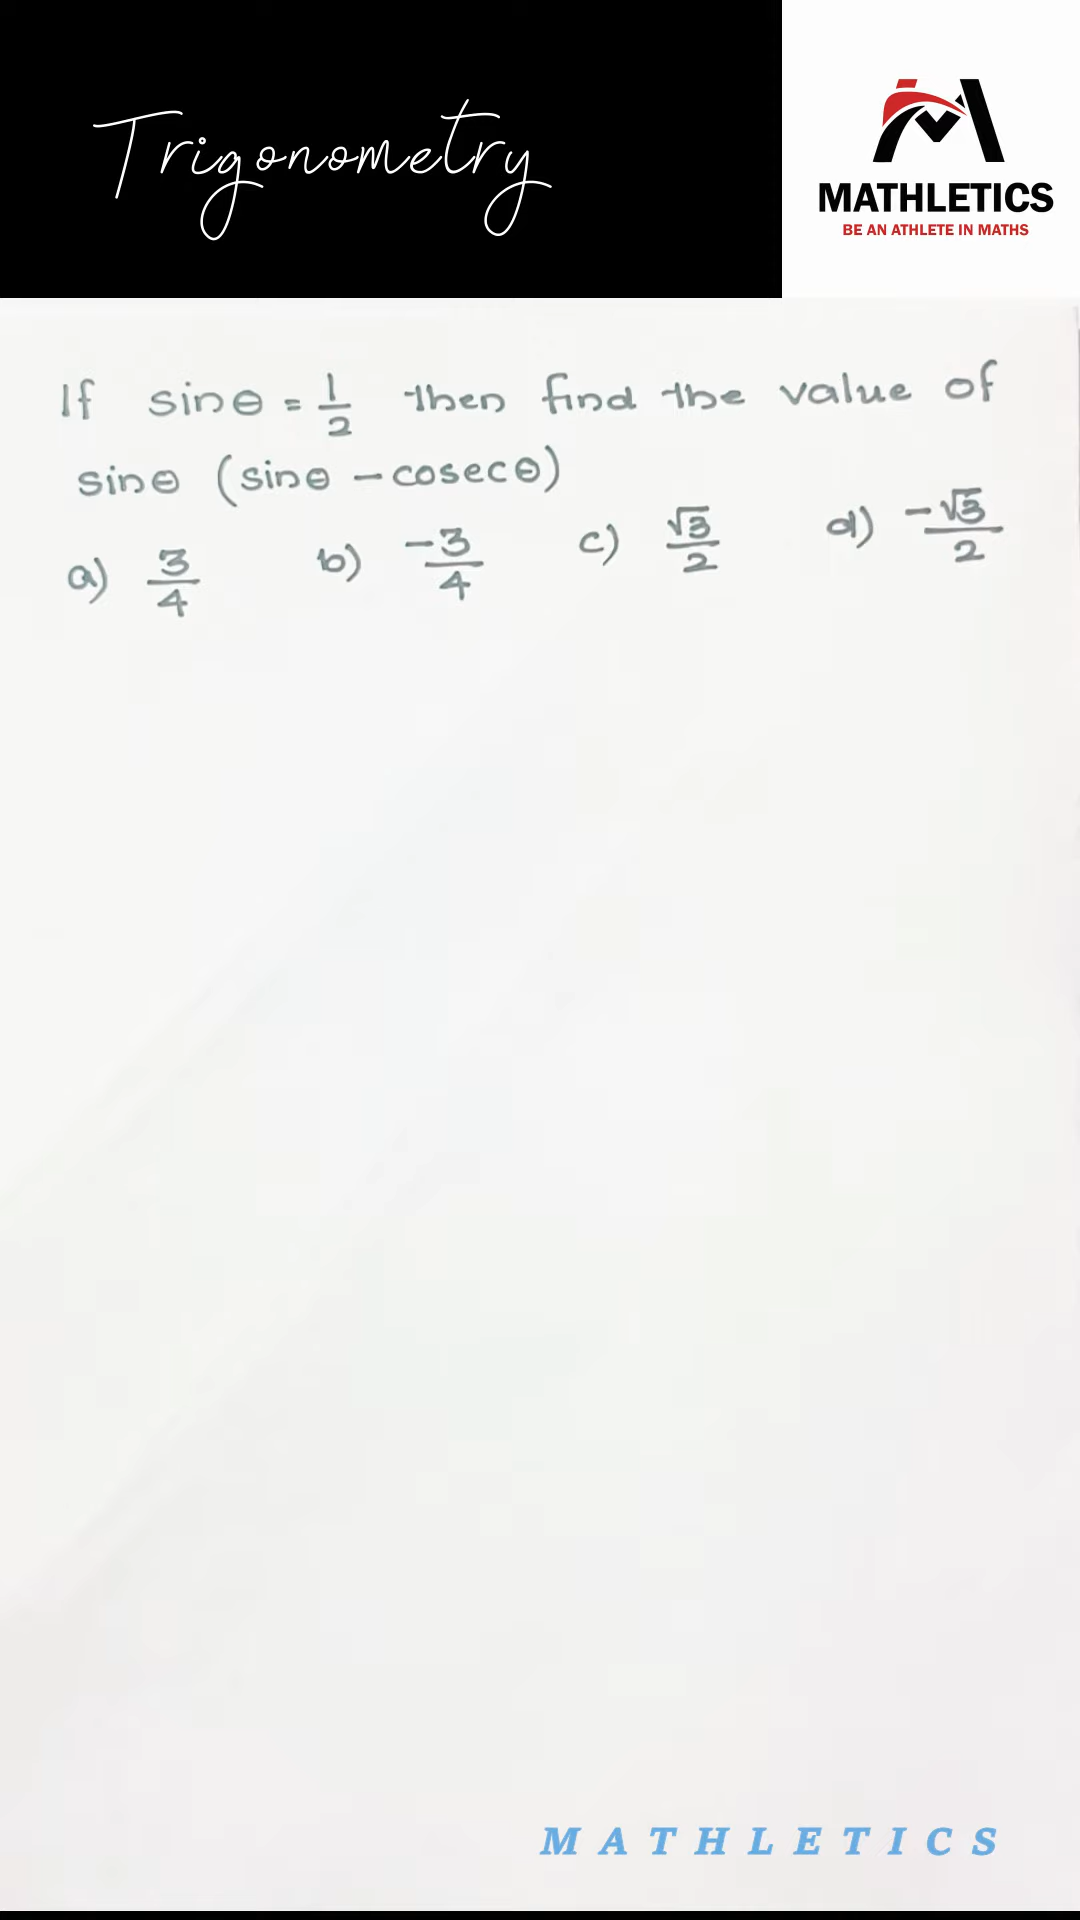 Trigonometry
MATHLETICS
BE AN ATHLETE IN MATHS
If sinθ = 1/2 then find the value of
sinθ (sinθ - cosecθ)
a) 3/4 b) -3/4 c) √3/2 d) -√3/2
MATHLETICS